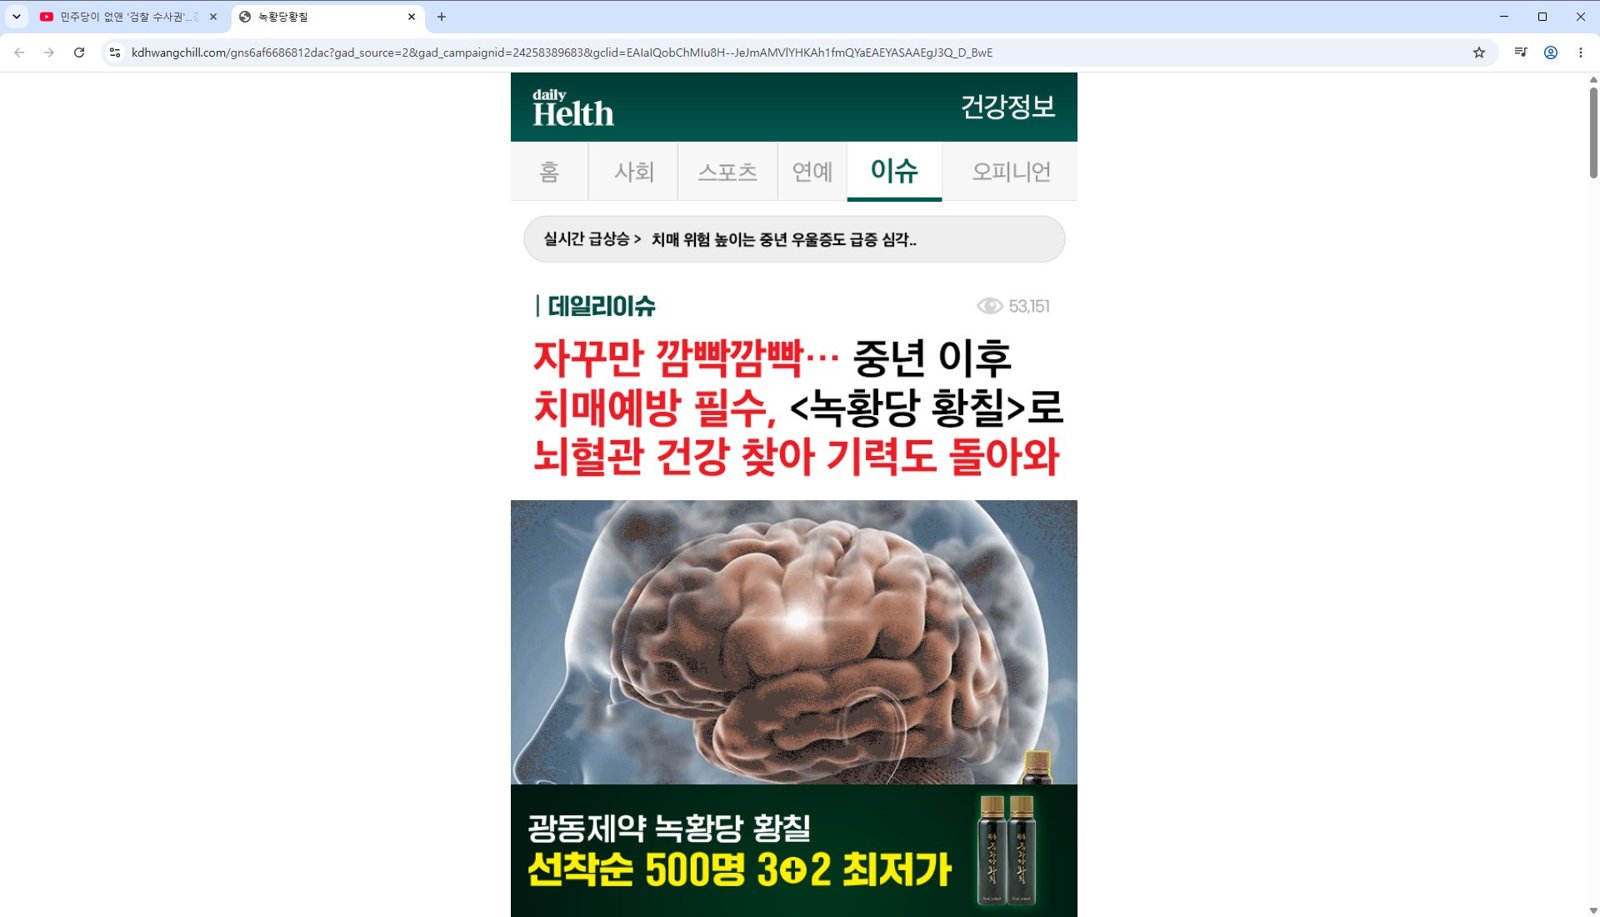 민주당이 없앤 '검찰 수사권'...
녹황당황칠
kdhwangchill.com/gns6af6686812dac?gad_source=2&gad_campaignid=24258389683&gclid=EAIaIQobChMIu8H--JeJmAMVlYHKAh1fmQYaEAEYASAAEgJ3Q_D_BwE
daily
Helth
건강정보
홈 사회 스포츠 연예 이슈 오피니언
실시간 급상승 > 치매 위험 높이는 중년 우울증도 급증 심각..
데일리이슈
53,151
자꾸만 깜빡깜빡… 중년 이후
치매예방 필수, <녹황당 황칠>로
뇌혈관 건강 찾아 기력도 돌아와
광동제약 녹황당 황칠
선착순 500명 3+2 최저가